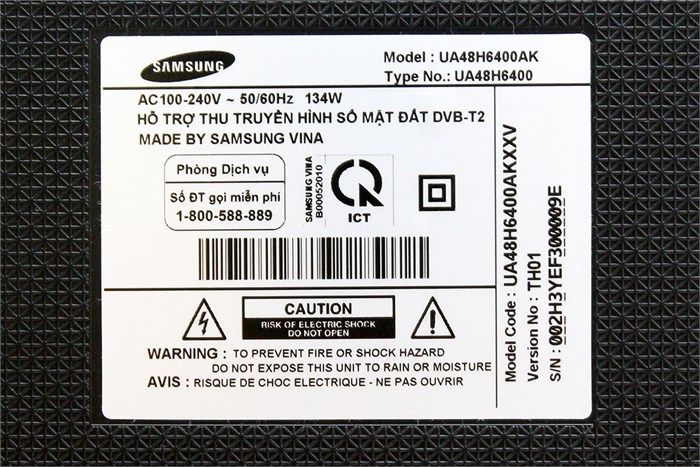 SAMSUNG
Model : UA48H6400AK
Type No.: UA48H6400
AC100-240V ~ 50/60Hz 134W
HỖ TRỢ THU TRUYỀN HÌNH SỐ MẶT ĐẤT DVB-T2
MADE BY SAMSUNG VINA
Phòng Dịch vụ
Số ĐT gọi miễn phí
1-800-588-889
SAMSUNG VINA
B00052010
ICT
CAUTION
RISK OF ELECTRIC SHOCK
DO NOT OPEN
WARNING : TO PREVENT FIRE OR SHOCK HAZARD
DO NOT EXPOSE THIS UNIT TO RAIN OR MOISTURE
AVIS : RISQUE DE CHOC ELECTRIQUE - NE PAS OUVRIR
Model Code : UA48H6400AKXXV
Version No : TH01
S/N :